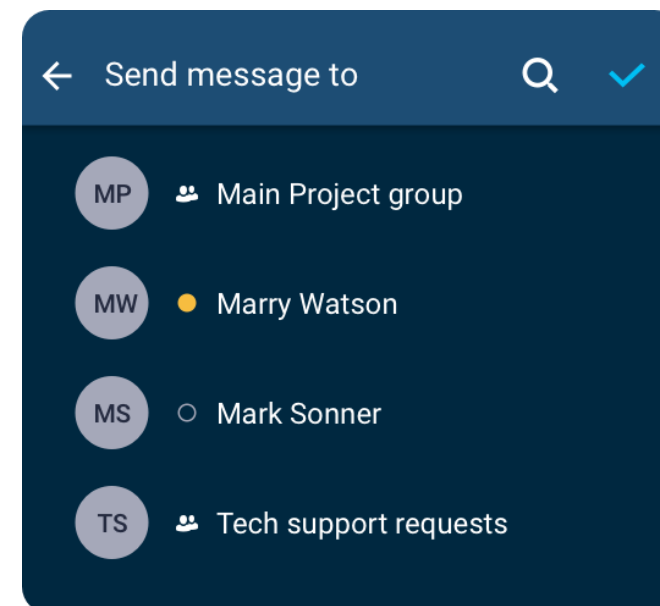 Send message to
MP Main Project group
MW Marry Watson
MS Mark Sonner
TS Tech support requests